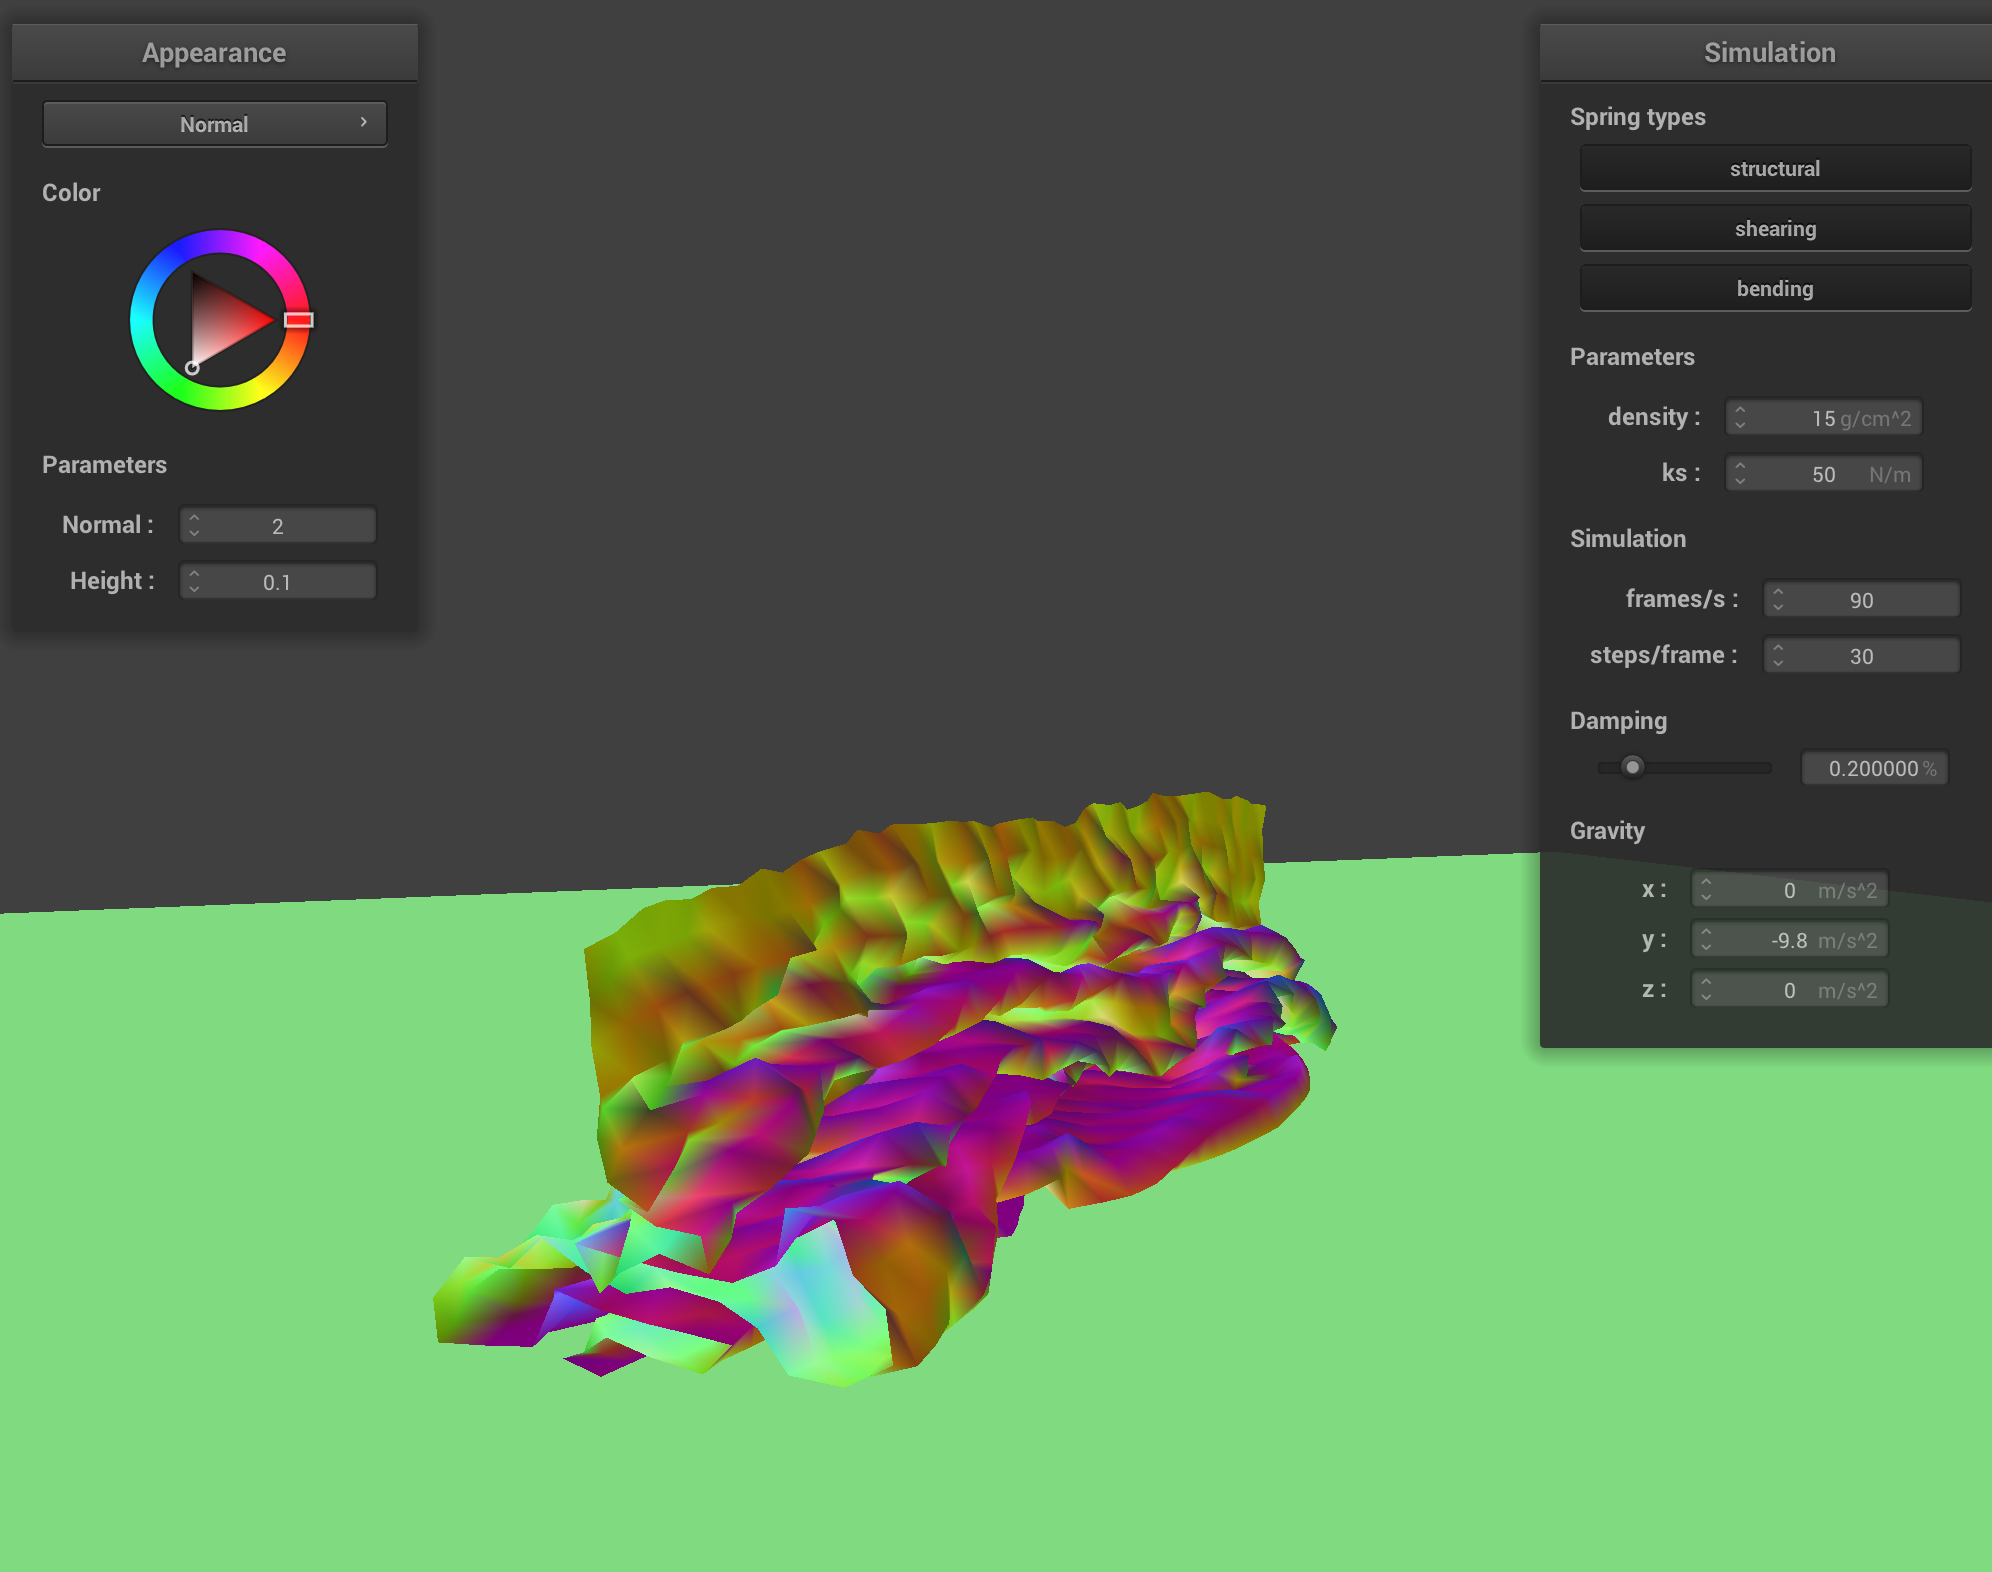 Appearance
Normal
Color
Parameters
Normal : 2
Height : 0.1
Simulation
Spring types
structural
shearing
bending
Parameters
density : 15 g/cm^2
ks : 50 N/m
Simulation
frames/s : 90
steps/frame : 30
Damping
0.200000 %
Gravity
x : 0 m/s^2
y : -9.8 m/s^2
z : 0 m/s^2